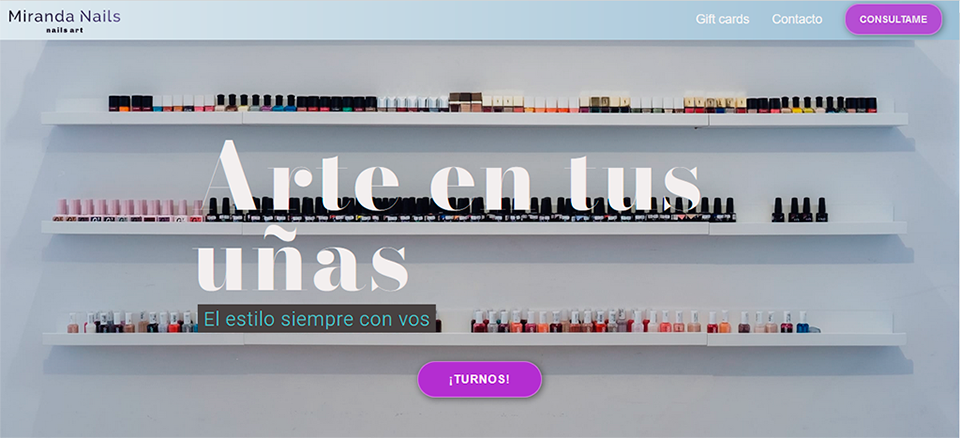 Miranda Nails
nails art
Gift cards
Contacto
CONSULTAME
Arte en tus
uñas
El estilo siempre con vos
¡TURNOS!